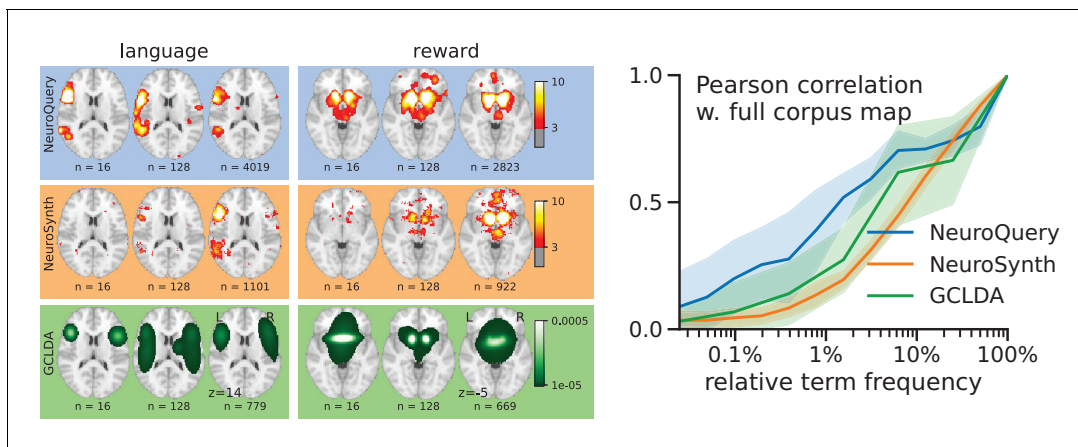 language
reward
NeuroQuery
10
3
n = 16
n = 128
n = 4019
n = 16
n = 128
n = 2823
NeuroSynth
10
3
n = 16
n = 128
n = 1101
n = 16
n = 128
n = 922
GCLDA
L
R
L
R
0.0005
1e-05
z=14
z=-5
n = 16
n = 128
n = 779
n = 16
n = 128
n = 669
Pearson correlation
w. full corpus map
1.0
0.5
0.0
NeuroQuery
NeuroSynth
GCLDA
0.1%
1%
10%
100%
relative term frequency